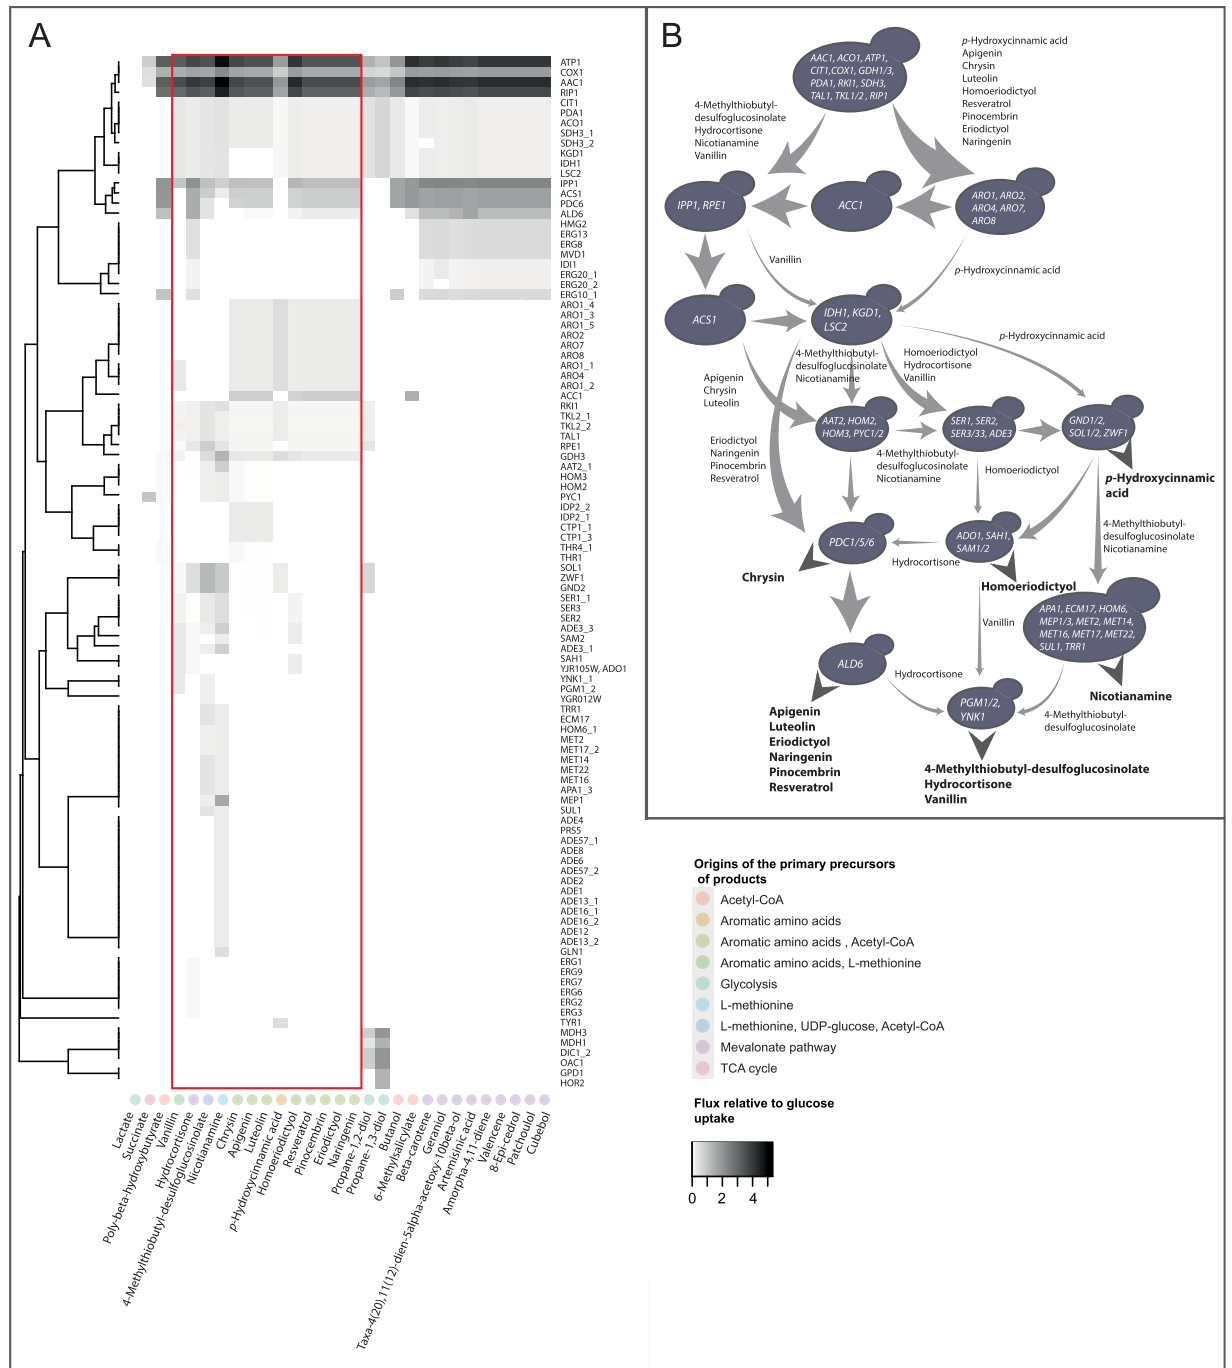 A
ATP1
COX1
AAC1
RIP1
CIT1
PDA1
ACO1
SDH3_1
SDH3_2
KGD1
IDH1
LSC2
IPP1
ACS1
PDC6
ALD6
HMG2
ERG13
ERG8
MVD1
IDI1
ERG20_1
ERG20_2
ERG10_1
ARO1_4
ARO1_3
ARO1_5
ARO2
ARO7
ARO8
ARO1_1
ARO4
ARO1_2
ACC1
RKI1
TKL2_1
TKL2_2
TAL1
RPE1
GDH3
AAT2_1
HOM3
HOM2
PYC1
IDP2_2
IDP2_1
CTP1_1
CTP1_3
THR4_1
THR1
SOL1
ZWF1
GND2
SER1_1
SER3
SER2
ADE3_3
SAM2
ADE3_1
SAH1
YJR105W, ADO1
YNK1_1
PGM1_2
YGR012W
TRR1
ECM17
HOM6_1
MET2
MET17_2
MET14
MET22
MET16
APA1_3
MEP1
SUL1
ADE4
PRS5
ADE57_1
ADE8
ADE6
ADE57_2
ADE2
ADE1
ADE13_1
ADE16_1
ADE16_2
ADE12
ADE13_2
GLN1
ERG1
ERG9
ERG7
ERG6
ERG2
ERG3
TYR1
MDH3
MDH1
DIC1_2
OAC1
GPD1
HOR2
Lactate
Succinate
Poly-beta-hydroxybutyrate
Vanillin
Hydrocortisone
4-Methylthiobutyl-desulfoglucosinolate
Nicotianamine
Chrysin
Apigenin
Luteolin
p-Hydroxycinnamic acid
Homoeriodictyol
Resveratrol
Pinocembrin
Eriodictyol
Naringenin
Propane-1,2-diol
Propane-1,3-diol
Butanol
6-Methylsalicylate
Beta-carotene
Geraniol
Taxa-4(20),11(12)-dien-5alpha-acetoxy-10beta-ol
Artemisinic acid
Amorpha-4,11-diene
Valencene
8-Epi-cedrol
Patchoulol
Cubebol
B
AAC1, ACO1, ATP1,
CIT1,COX1, GDH1/3,
PDA1, RKI1, SDH3,
TAL1, TKL1/2 , RIP1
p-Hydroxycinnamic acid
Apigenin
Chrysin
Luteolin
Homoeriodictyol
Resveratrol
Pinocembrin
Eriodictyol
Naringenin
4-Methylthiobutyl-
desulfoglucosinolate
Hydrocortisone
Nicotianamine
Vanillin
IPP1, RPE1
ACC1
ARO1, ARO2,
ARO4, ARO7,
ARO8
Vanillin
p-Hydroxycinnamic acid
ACS1
IDH1, KGD1,
LSC2
p-Hydroxycinnamic acid
4-Methylthiobutyl-
desulfoglucosinolate
Nicotianamine
Homoeriodictyol
Hydrocortisone
Vanillin
Apigenin
Chrysin
Luteolin
AAT2, HOM2,
HOM3, PYC1/2
SER1, SER2,
SER3/33, ADE3
GND1/2,
SOL1/2, ZWF1
Eriodictyol
Naringenin
Pinocembrin
Resveratrol
4-Methylthiobutyl-
desulfoglucosinolate
Nicotianamine
Homoeriodictyol
p-Hydroxycinnamic
acid
4-Methylthiobutyl-
desulfoglucosinolate
Nicotianamine
PDC1/5/6
ADO1, SAH1,
SAM1/2
Hydrocortisone
Chrysin
Homoeriodictyol
APA1, ECM17, HOM6,
MEP1/3, MET2, MET14,
MET16, MET17, MET22,
SUL1, TRR1
Vanillin
ALD6
Hydrocortisone
Nicotianamine
PGM1/2,
YNK1
4-Methylthiobutyl-
desulfoglucosinolate
Apigenin
Luteolin
Eriodictyol
Naringenin
Pinocembrin
Resveratrol
4-Methylthiobutyl-desulfoglucosinolate
Hydrocortisone
Vanillin
Origins of the primary precursors
of products
Acetyl-CoA
Aromatic amino acids
Aromatic amino acids , Acetyl-CoA
Aromatic amino acids, L-methionine
Glycolysis
L-methionine
L-methionine, UDP-glucose, Acetyl-CoA
Mevalonate pathway
TCA cycle
Flux relative to glucose
uptake
0 2 4